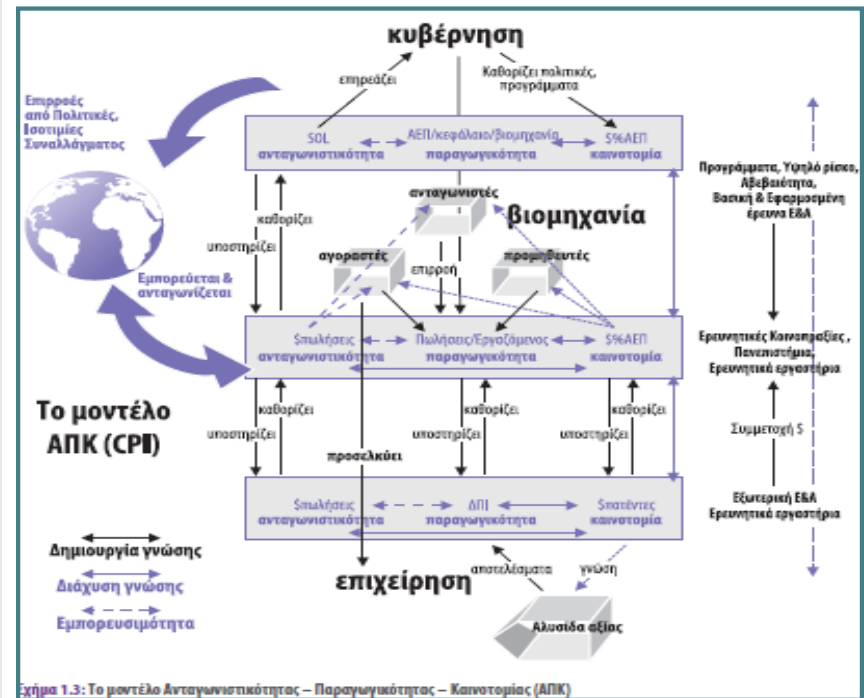 κυβέρνηση
επηρεάζει
Καθορίζει πολιτικές,
προγράμματα
Επιρροές
από Πολιτικές,
Ισοτιμίες
Συναλλάγματος
SOL
ανταγωνιστικότητα
ΑΕΠ/κεφάλαιο/βιομηχανία
παραγωγικότητα
$%ΑΕΠ
καινοτομία
Προγράμματα, Υψηλό ρίσκο,
Αβεβαιότητα,
Βασική & Εφαρμοσμένη
έρευνα Ε&Α
ανταγωνιστές
βιομηχανία
καθορίζει
υποστηρίζει
αγοραστές
επιρροή
προμηθευτές
Εμπορεύεται &
ανταγωνίζεται
$πωλήσεις
ανταγωνιστικότητα
Πωλήσεις/Εργαζόμενος
παραγωγικότητα
$%ΑΕΠ
καινοτομία
Ερευνητικές Κοινοπραξίες,
Πανεπιστήμια,
Ερευνητικά εργαστήρια
Το μοντέλο
ΑΠΚ (CPI)
καθορίζει
υποστηρίζει
προσελκύει
καθορίζει
υποστηρίζει
καθορίζει
υποστηρίζει
Συμμετοχή $
$πωλήσεις
ανταγωνιστικότητα
ΔΠΙ
παραγωγικότητα
$πατέντες
καινοτομία
Εξωτερική Ε&Α
Ερευνητικά εργαστήρια
Δημιουργία γνώσης
Διάχυση γνώσης
Εμπορευσιμότητα
επιχείρηση
αποτελέσματα
γνώση
Αλυσίδα αξίας
Σχήμα 1.3: Το μοντέλο Ανταγωνιστικότητας – Παραγωγικότητας – Καινοτομίας (ΑΠΚ)